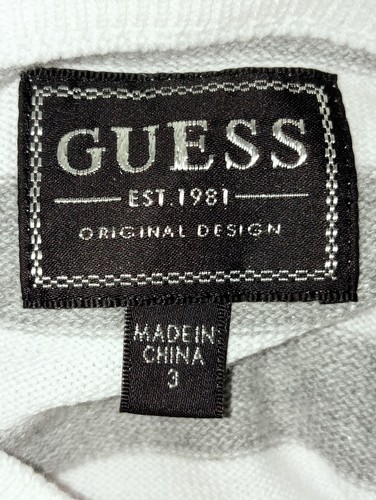 GUESS
EST. 1981
ORIGINAL DESIGN
MADE IN
CHINA
3